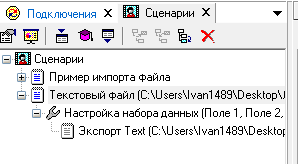 Подключения Сценарии
Сценарии
Пример импорта файла
Текстовый файл (C:\Users\Ivan1489\Desktop\
Настройка набора данных (Поле 1, Поле 2,
Экспорт Text (C:\Users\Ivan1489\Desktop